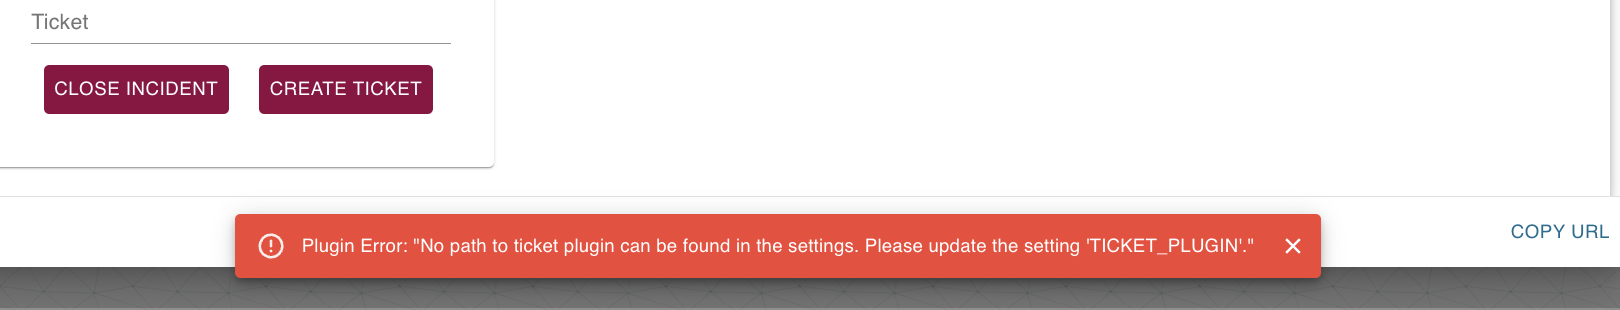 Ticket
CLOSE INCIDENT CREATE TICKET
COPY URL
Plugin Error: "No path to ticket plugin can be found in the settings. Please update the setting 'TICKET_PLUGIN'."